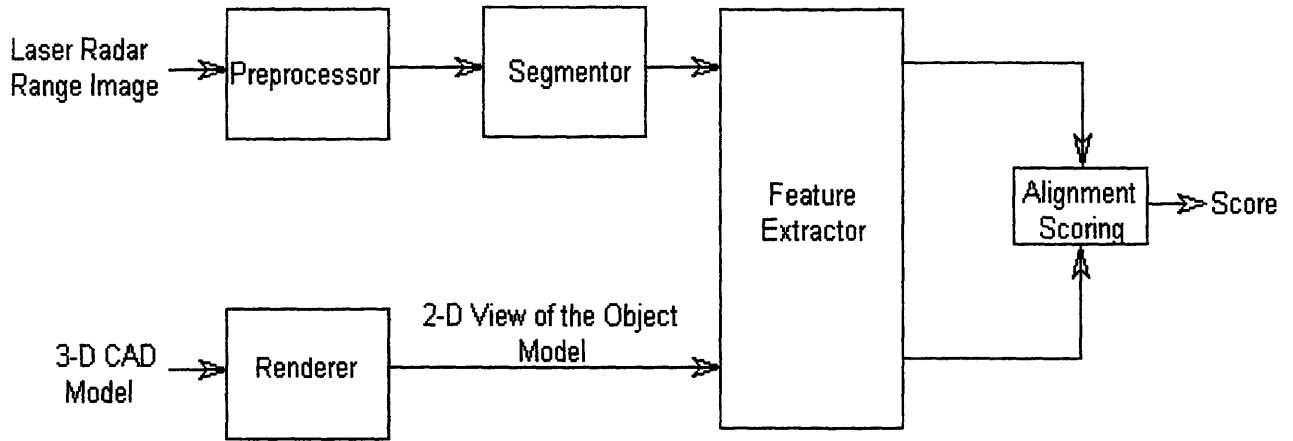 Laser Radar
Range Image
Preprocessor
Segmentor
Feature
Extractor
Alignment
Scoring
Score
3-D CAD
Model
Renderer
2-D View of the Object
Model